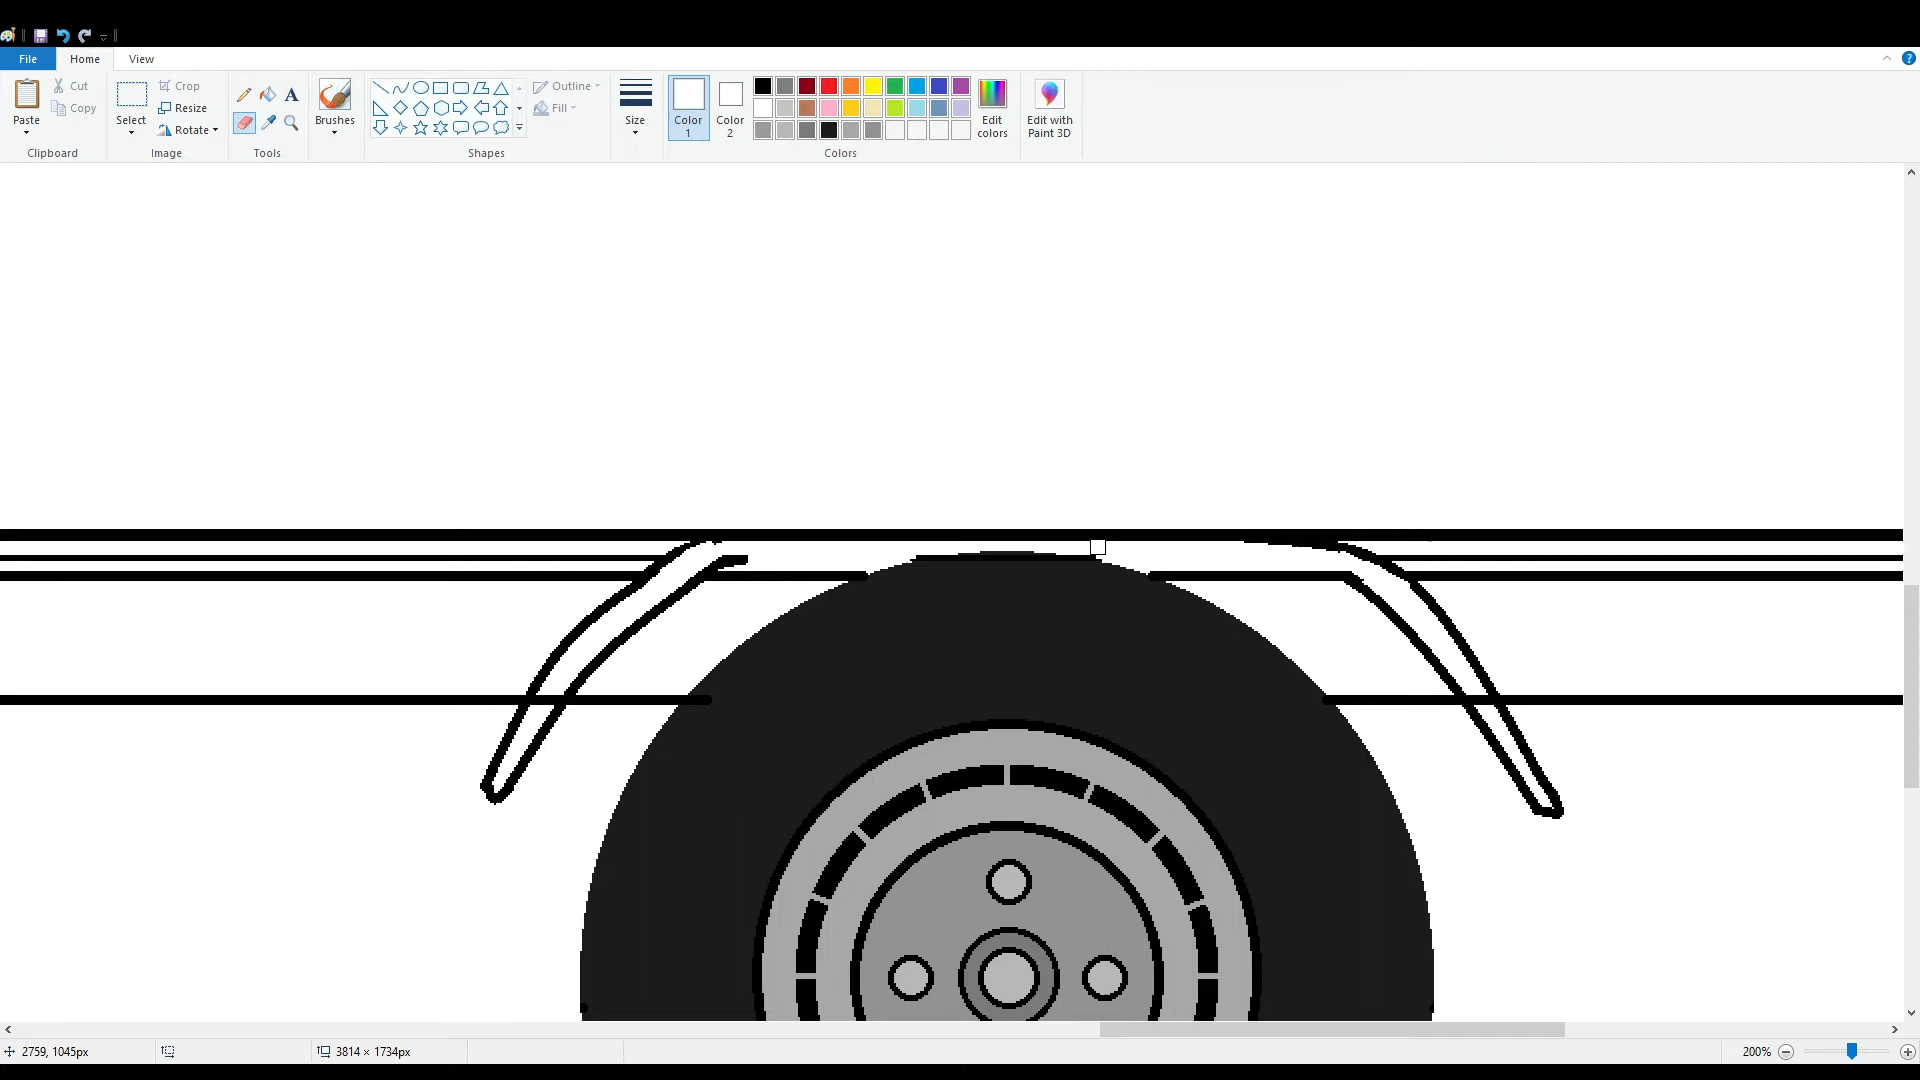 File Home View
Paste Cut Copy Clipboard
Select Crop Resize Rotate Image
A Tools
Brushes
Outline Fill Shapes
Size
Color 1 Color 2 Edit colors Colors
Edit with Paint 3D
2759, 1045px 3814 × 1734px 200%